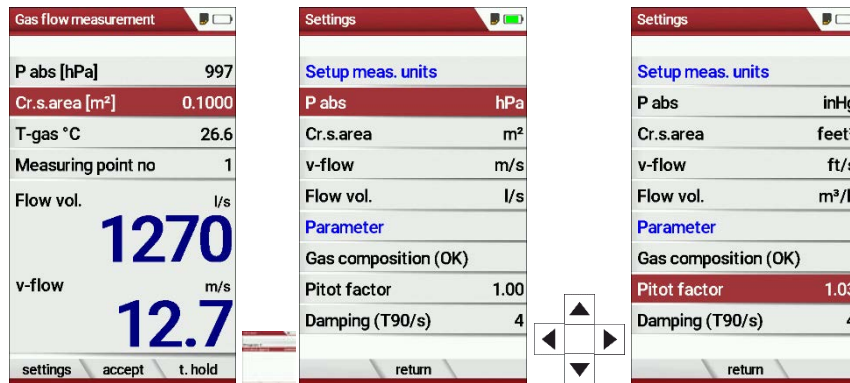 Gas flow measurement
P abs [hPa] 997
Cr.s.area [m²] 0.1000
T-gas °C 26.6
Measuring point no 1
Flow vol. l/s
1270
v-flow m/s
12.7
settings accept t. hold
Settings
Setup meas. units
P abs hPa
Cr.s.area m²
v-flow m/s
Flow vol. l/s
Parameter
Gas composition (OK)
Pitot factor 1.00
Damping (T90/s) 4
return
Settings
Setup meas. units
P abs
Cr.s.area
v-flow
Flow vol.
Parameter
Gas composition (OK)
Pitot factor
Damping (T90/s)
return